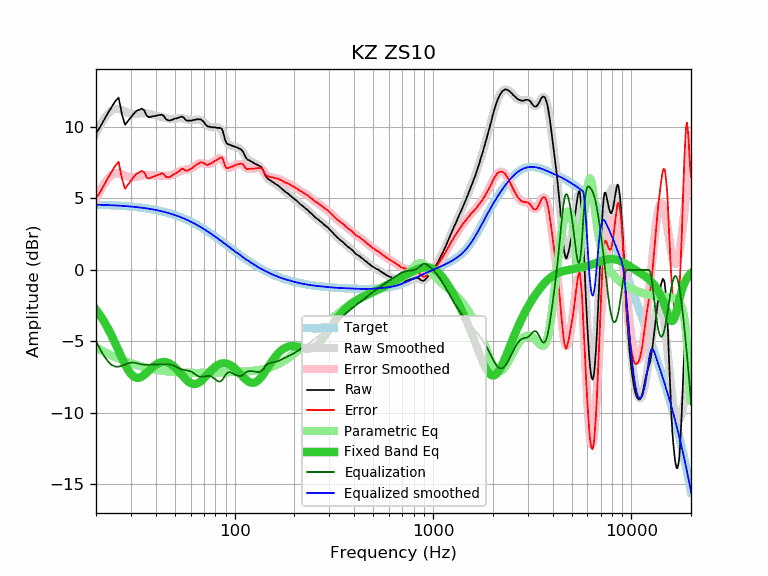 KZ ZS10
Amplitude (dBr)
10
5
0
−5
−10
−15
Target
Raw Smoothed
Error Smoothed
Raw
Error
Parametric Eq
Fixed Band Eq
Equalization
Equalized smoothed
100
1000
10000
Frequency (Hz)